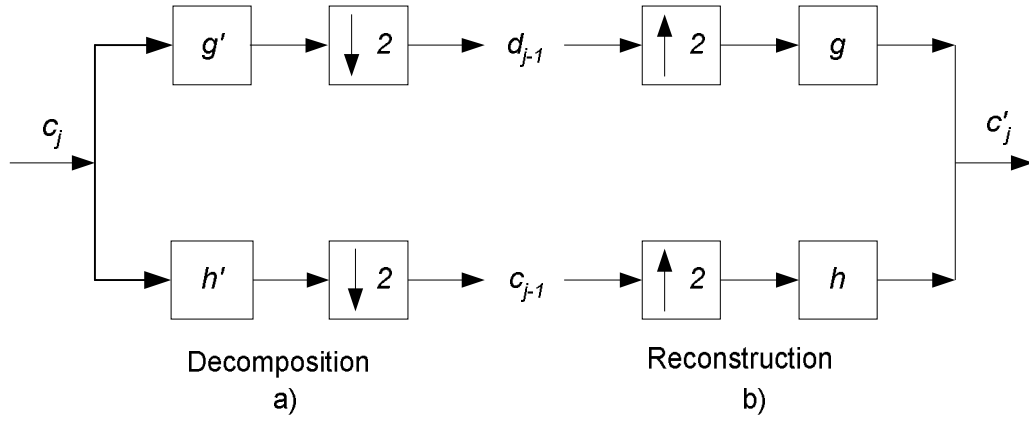 g' ↓ 2 d_{j-1} ↑ 2 g
c_j c'_j
h' ↓ 2 c_{j-1} ↑ 2 h
Decomposition Reconstruction
a) b)